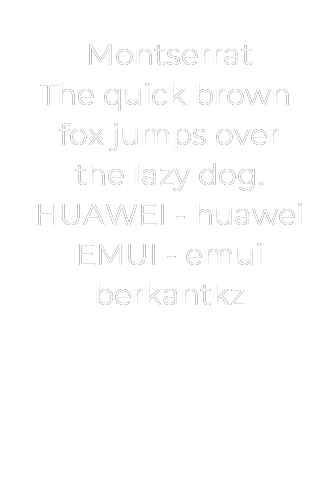 Montserrat
The quick brown
fox jumps over
the lazy dog.
HUAWEI - huawei
EMUI - emui
berkantkz